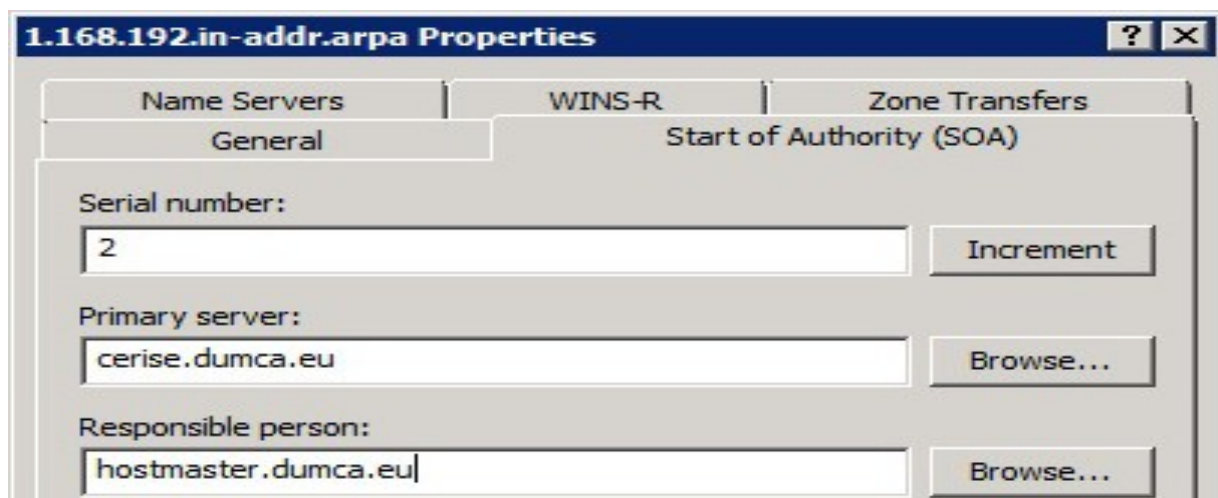 1.168.192.in-addr.arpa Properties ? X
Name Servers WINS-R Zone Transfers
General Start of Authority (SOA)
Serial number:
2 Increment
Primary server:
cerise.dumca.eu Browse...
Responsible person:
hostmaster.dumca.eu Browse...